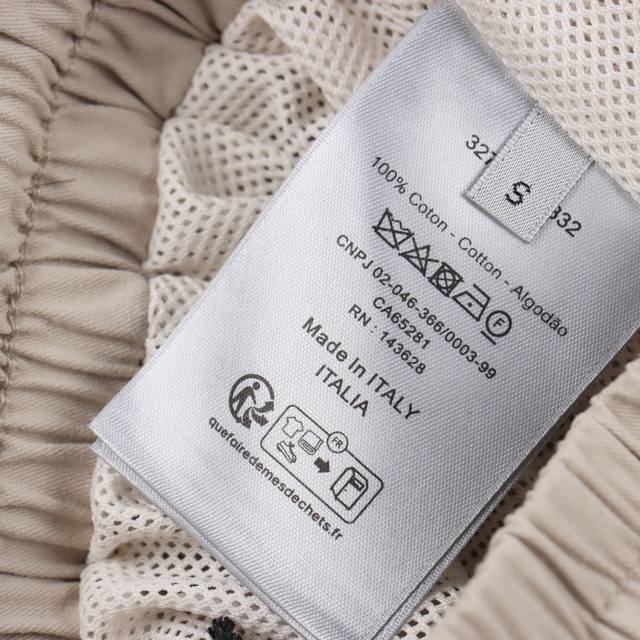 S
100% Coton - Cotton - Algodão
F
CNPJ 02-046-366/0003-99
CA65281
RN : 143628
Made in ITALY
ITALIA
FR
quefairedemesdechets.fr